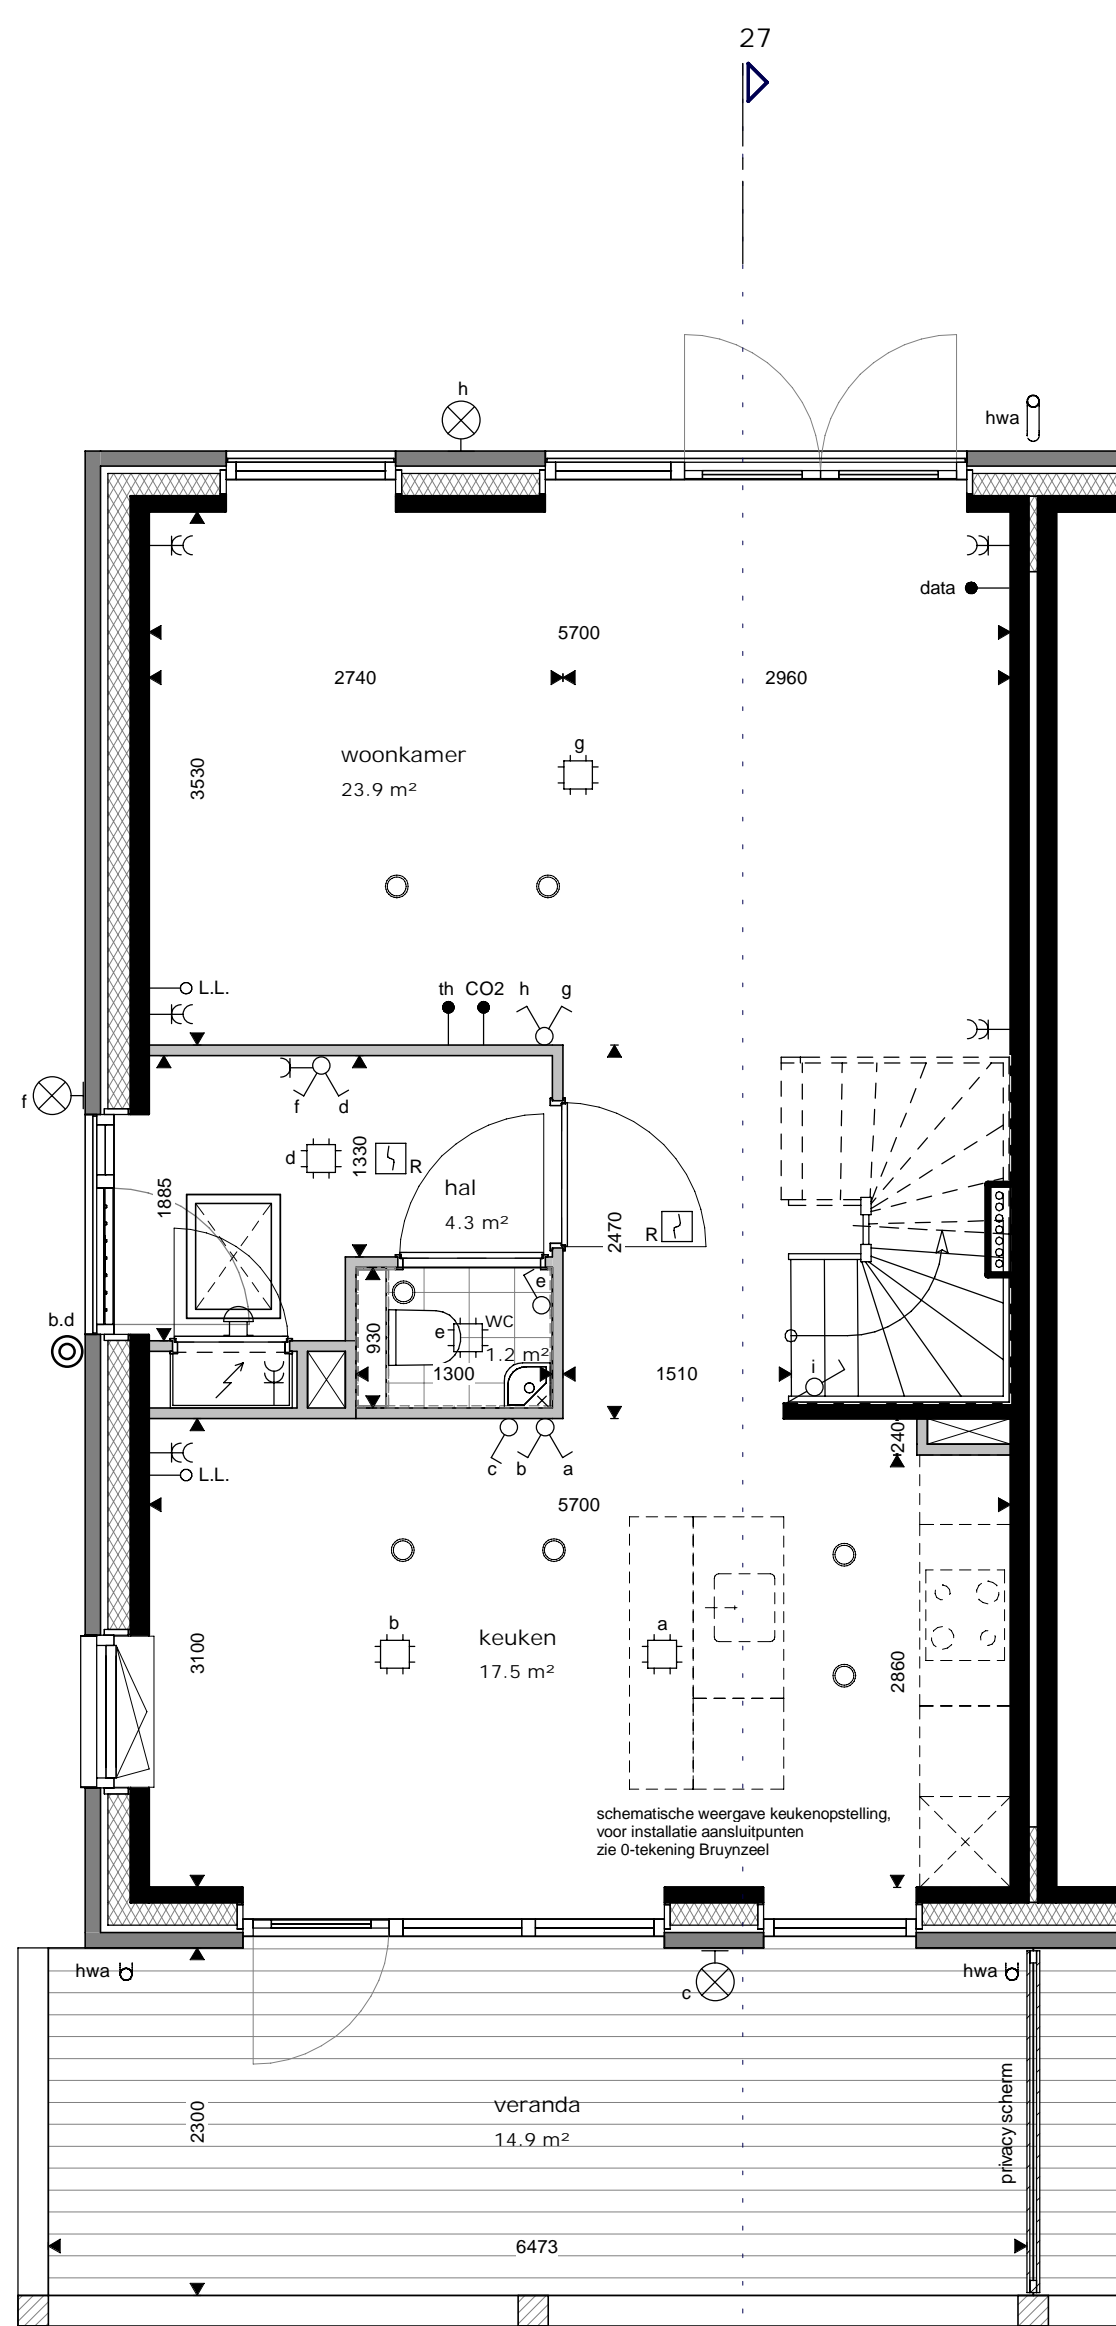 27
h
hwa
data
5700
2740
2960
woonkamer
23.9 m²
3530
g
L.L.
th
CO2
h
g
f
f
d
d
1330
R
1885
hal
4.3 m²
2470
R
b.d
e
WC
e
1.2 m²
930
1300
1510
i
c
b
a
240
L.L.
5700
b
keuken
17.5 m²
a
3100
2860
schematische weergave keukenopstelling,
voor installatie aansluitpunten
zie 0-tekening Bruynzeel
hwa
c
hwa
veranda
14.9 m²
2300
privacy scherm
6473